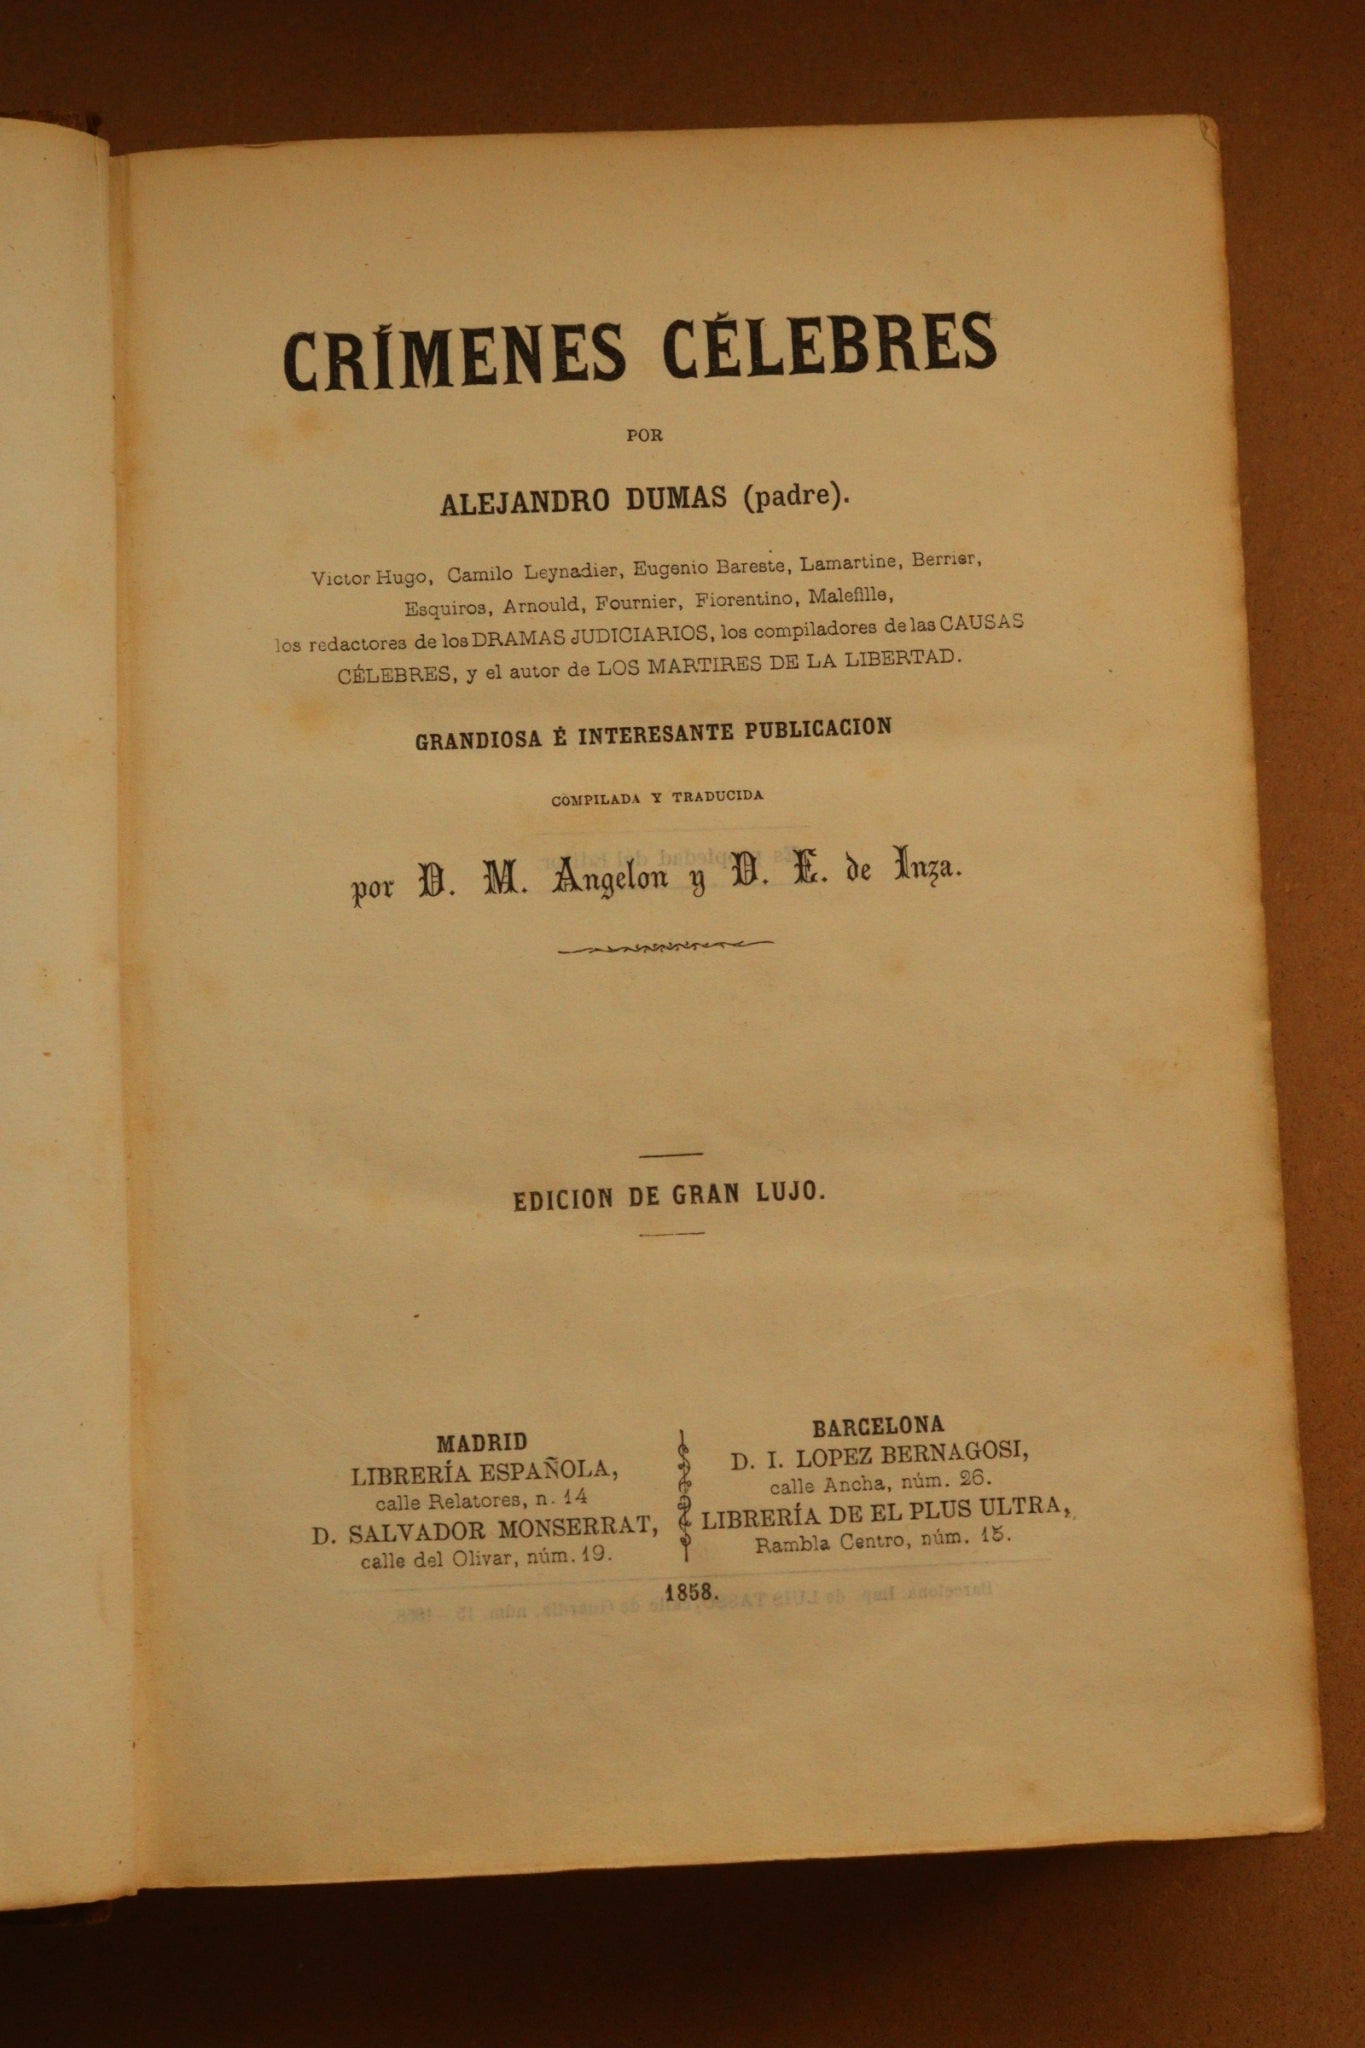 CRÍMENES CÉLEBRES
POR
ALEJANDRO DUMAS (padre).
Victor Hugo, Camilo Leynadier, Eugenio Bareste, Lamartine, Berrier,
Esquiros, Arnould, Fournier, Fiorentino, Malefille,
los redactores de los DRAMAS JUDICIARIOS, los compiladores de las CAUSAS
CÉLEBRES, y el autor de LOS MARTIRES DE LA LIBERTAD.
GRANDIOSA É INTERESANTE PUBLICACION
COMPILADA Y TRADUCIDA
por D. M. Angelon y D. E. de Inza.
EDICION DE GRAN LUJO.
MADRID
LIBRERÍA ESPAÑOLA,
calle Relatores, n. 14
D. SALVADOR MONSERRAT,
calle del Olivar, núm. 19.
BARCELONA
D. I. LOPEZ BERNAGOSI,
calle Ancha, núm. 26.
LIBRERÍA DE EL PLUS ULTRA,
Rambla Centro, núm. 15.
1858.